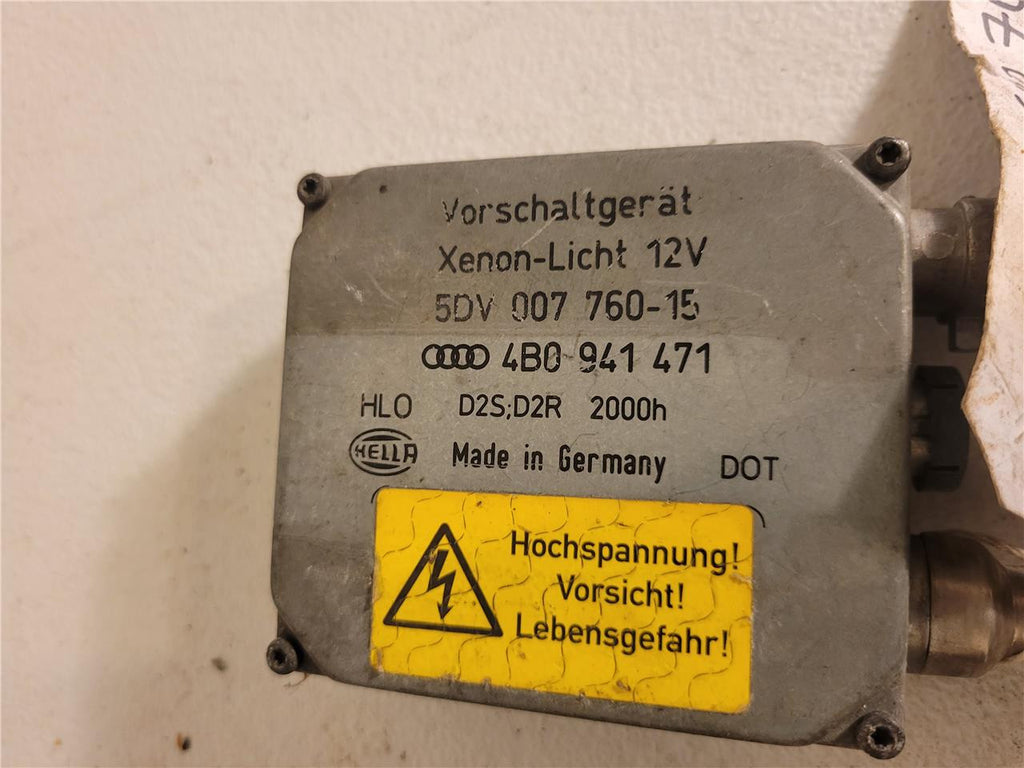 Vorschaltgerät
Xenon-Licht 12V
5DV 007 760-15
4B0 941 471
HLO D2S;D2R 2000h
HELLA Made in Germany DOT
Hochspannung!
Vorsicht!
Lebensgefahr!